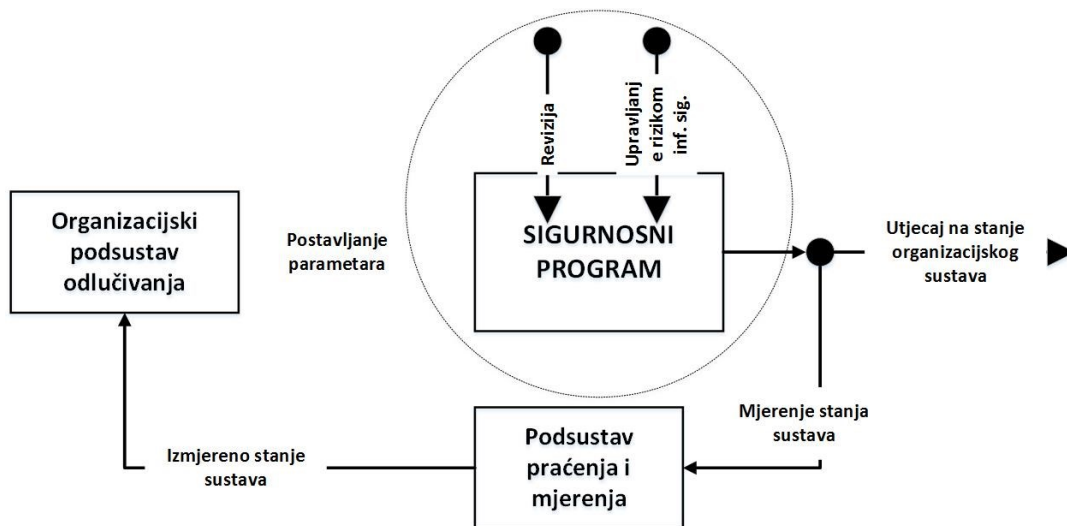 Revizija
Upravljanj
e rizikom
inf. sig.
Organizacijski
podsustav
odlučivanja
Postavljanje
parametara
SIGURNOSNI
PROGRAM
Utjecaj na stanje
organizacijskog
sustava
Mjerenje stanja
sustava
Podsustav
praćenja i
mjerenja
Izmjereno stanje
sustava